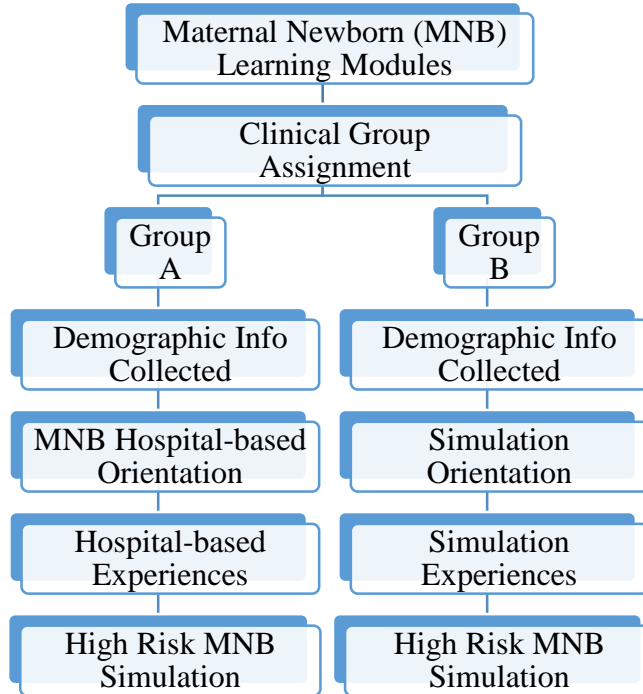 Maternal Newborn (MNB)
Learning Modules
Clinical Group
Assignment
Group
A
Demographic Info
Collected
MNB Hospital-based
Orientation
Hospital-based
Experiences
High Risk MNB
Simulation
Group
B
Demographic Info
Collected
Simulation
Orientation
Simulation
Experiences
High Risk MNB
Simulation